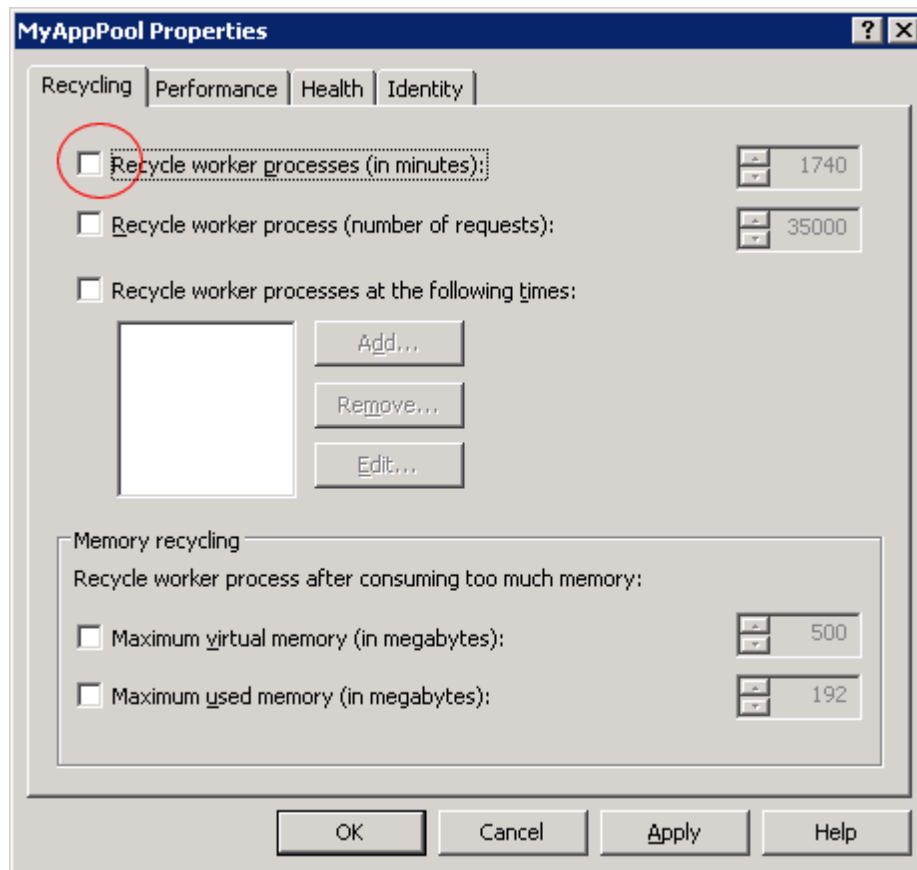 MyAppPool Properties
Recycling Performance Health Identity
Recycle worker processes (in minutes): 1740
Recycle worker process (number of requests): 35000
Recycle worker processes at the following times:
Add...
Remove...
Edit...
Memory recycling
Recycle worker process after consuming too much memory:
Maximum virtual memory (in megabytes): 500
Maximum used memory (in megabytes): 192
OK Cancel Apply Help